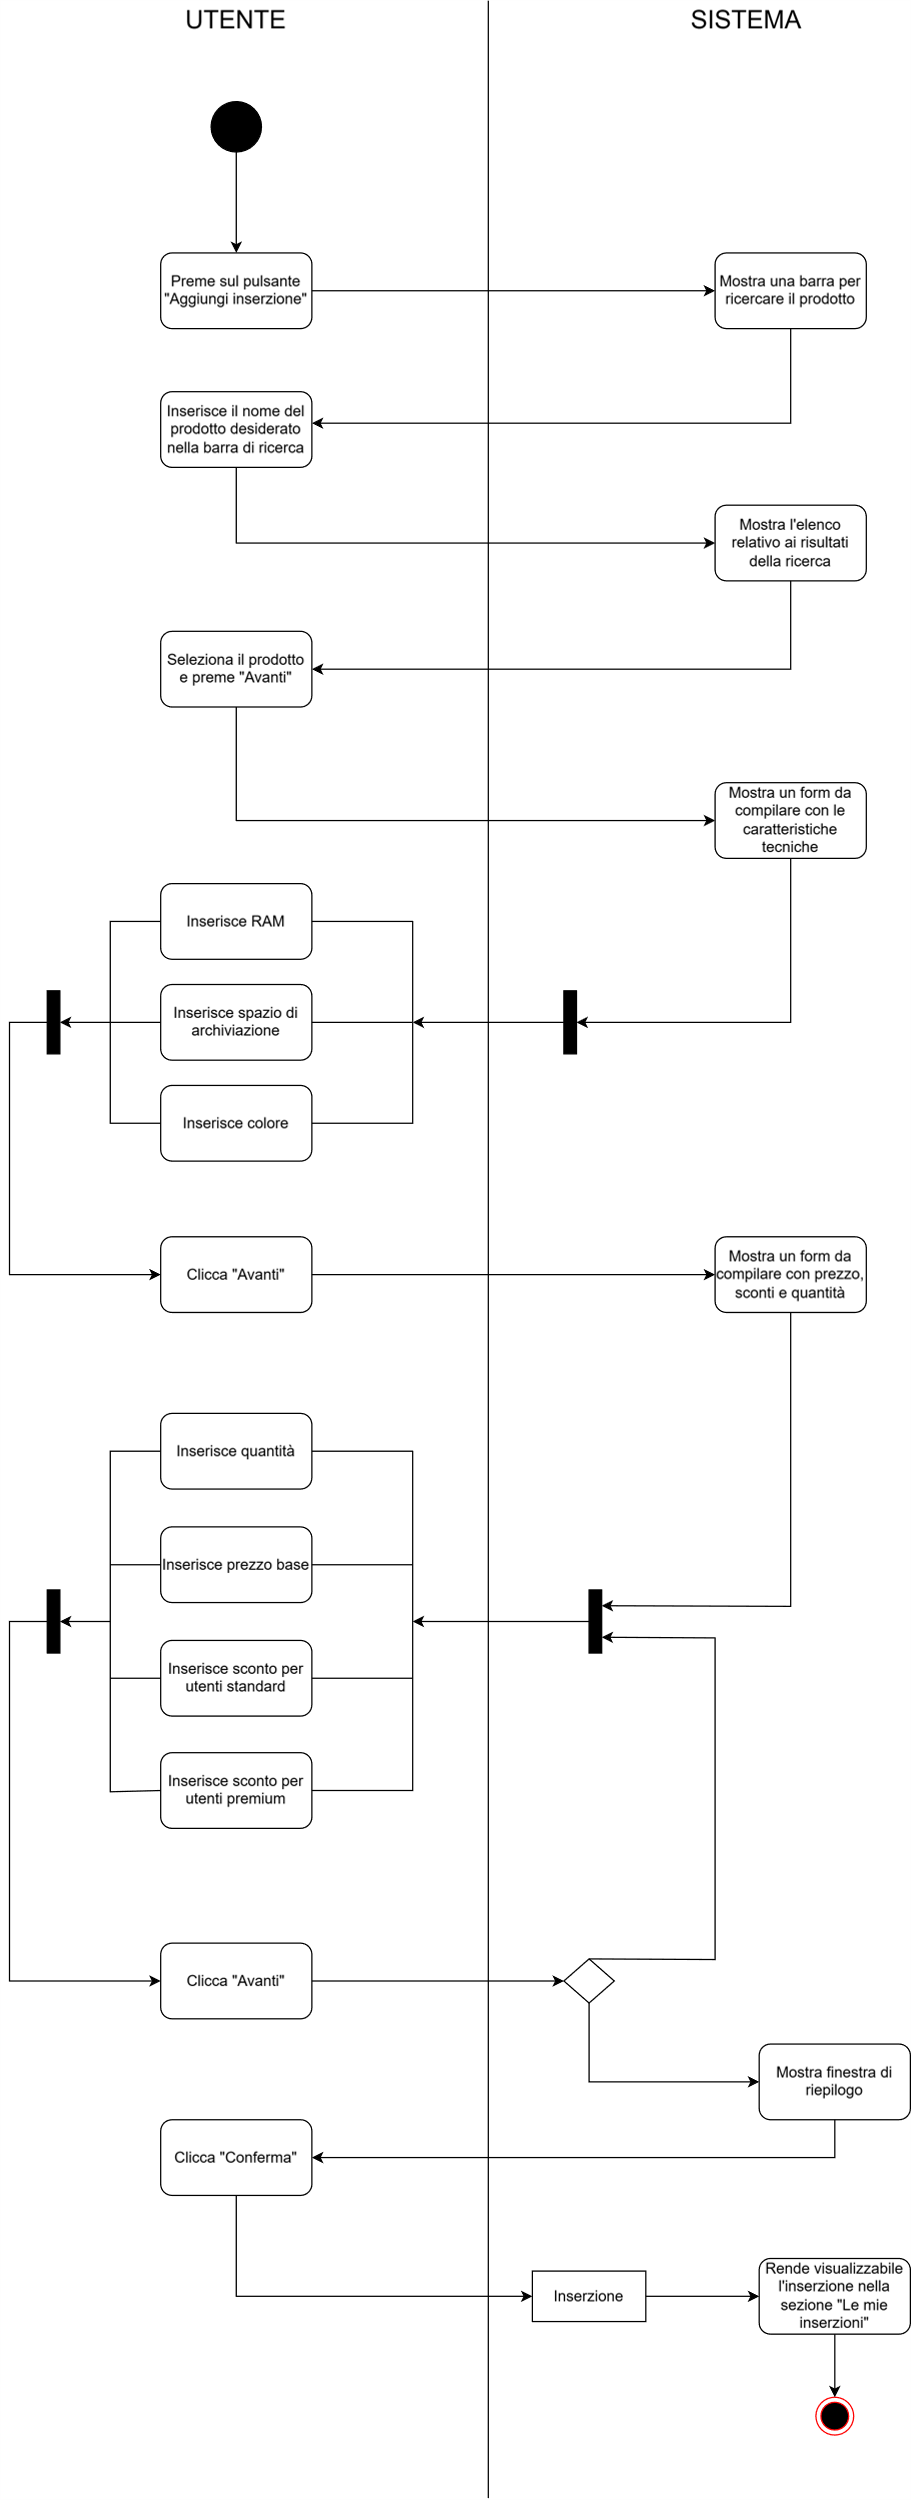 UTENTE
SISTEMA
Preme sul pulsante
"Aggiungi inserzione"
Mostra una barra per
ricercare il prodotto
Inserisce il nome del
prodotto desiderato
nella barra di ricerca
Mostra l'elenco
relativo ai risultati
della ricerca
Seleziona il prodotto
e preme "Avanti"
Mostra un form da
compilare con le
caratteristiche
tecniche
Inserisce RAM
Inserisce spazio di
archiviazione
Inserisce colore
Clicca "Avanti"
Mostra un form da
compilare con prezzo,
sconti e quantità
Inserisce quantità
Inserisce prezzo base
Inserisce sconto per
utenti standard
Inserisce sconto per
utenti premium
Clicca "Avanti"
Mostra finestra di
riepilogo
Clicca "Conferma"
Inserzione
Rende visualizzabile
l'inserzione nella
sezione "Le mie
inserzioni"